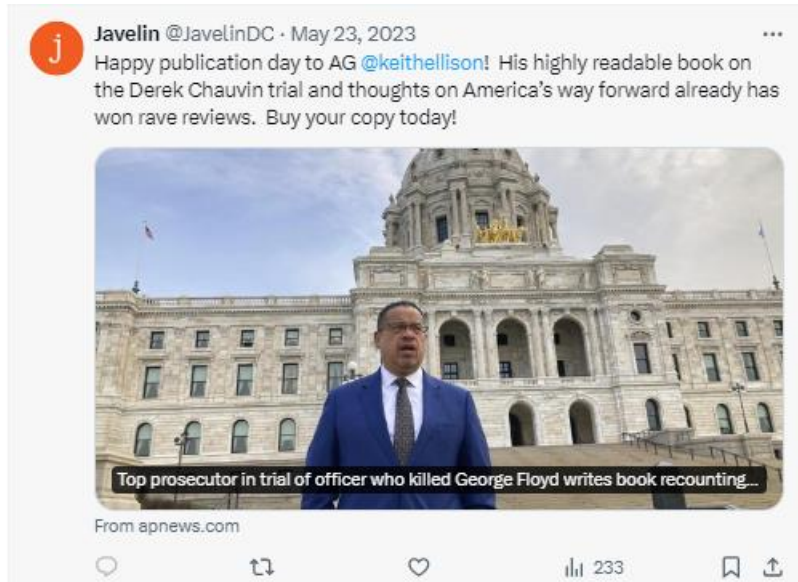 j
Javelin @JavelinDC · May 23, 2023
Happy publication day to AG @keithellison! His highly readable book on
the Derek Chauvin trial and thoughts on America’s way forward already has
won rave reviews. Buy your copy today!
Top prosecutor in trial of officer who killed George Floyd writes book recounting...
From apnews.com
233